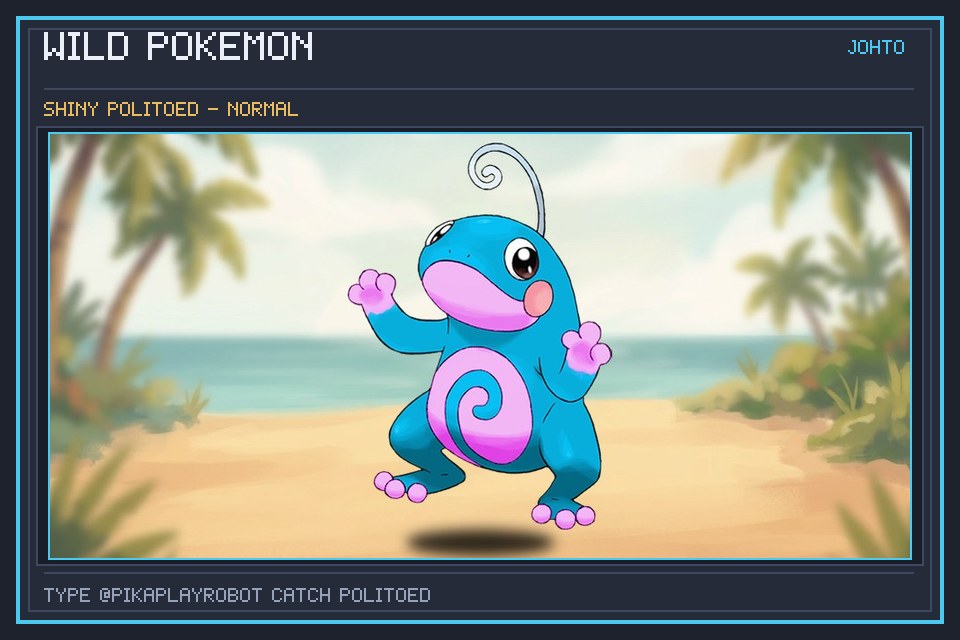 WILD POKEMON
JOHTO
SHINY POLITOED - NORMAL
TYPE @PIKAPLAYROBOT CATCH POLITOED